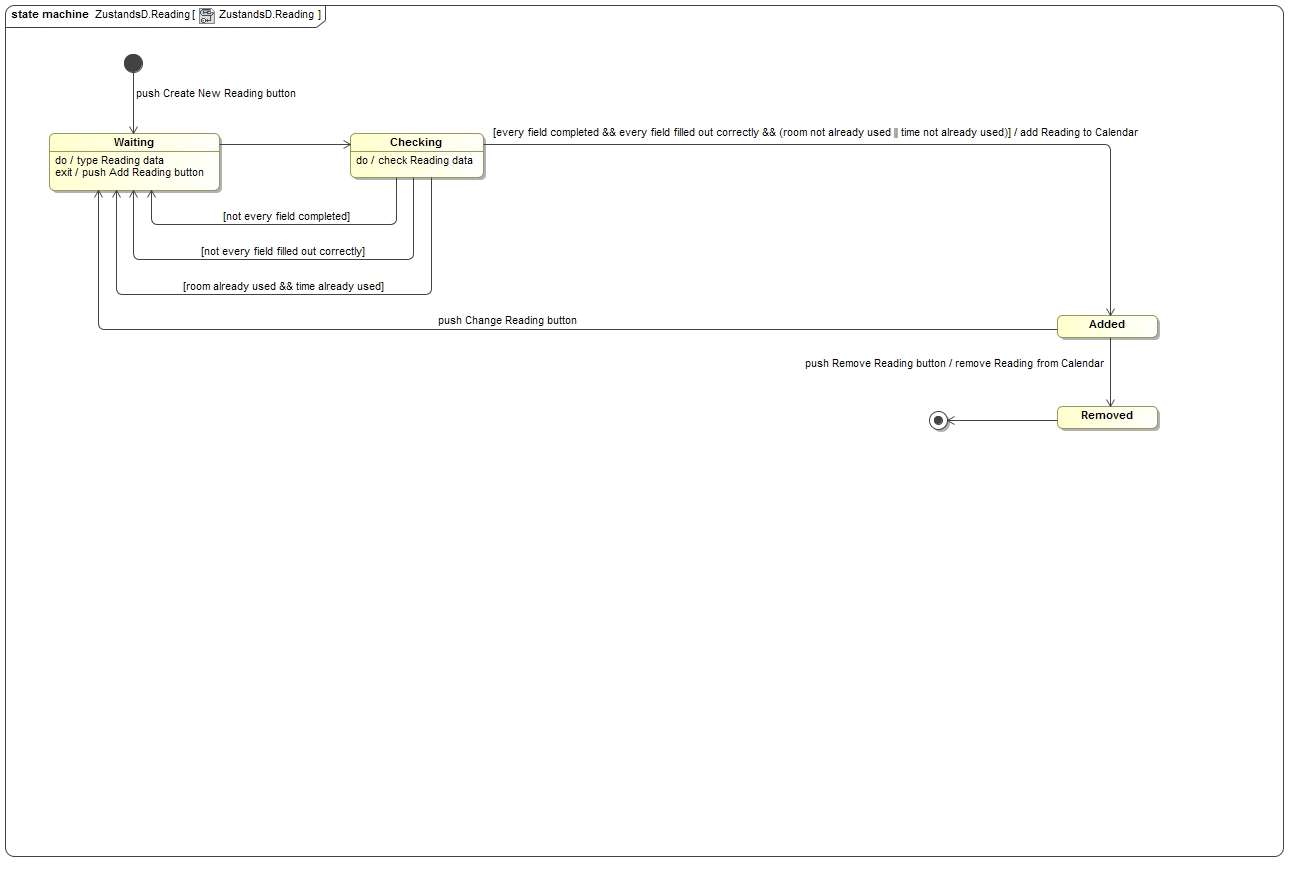 state machine ZustandsD.Reading [ ZustandsD.Reading ]
push Create New Reading button
Waiting
do / type Reading data
exit / push Add Reading button
Checking
do / check Reading data
[every field completed && every field filled out correctly && (room not already used || time not already used)] / add Reading to Calendar
[not every field completed]
[not every field filled out correctly]
[room already used && time already used]
push Change Reading button
Added
push Remove Reading button / remove Reading from Calendar
Removed